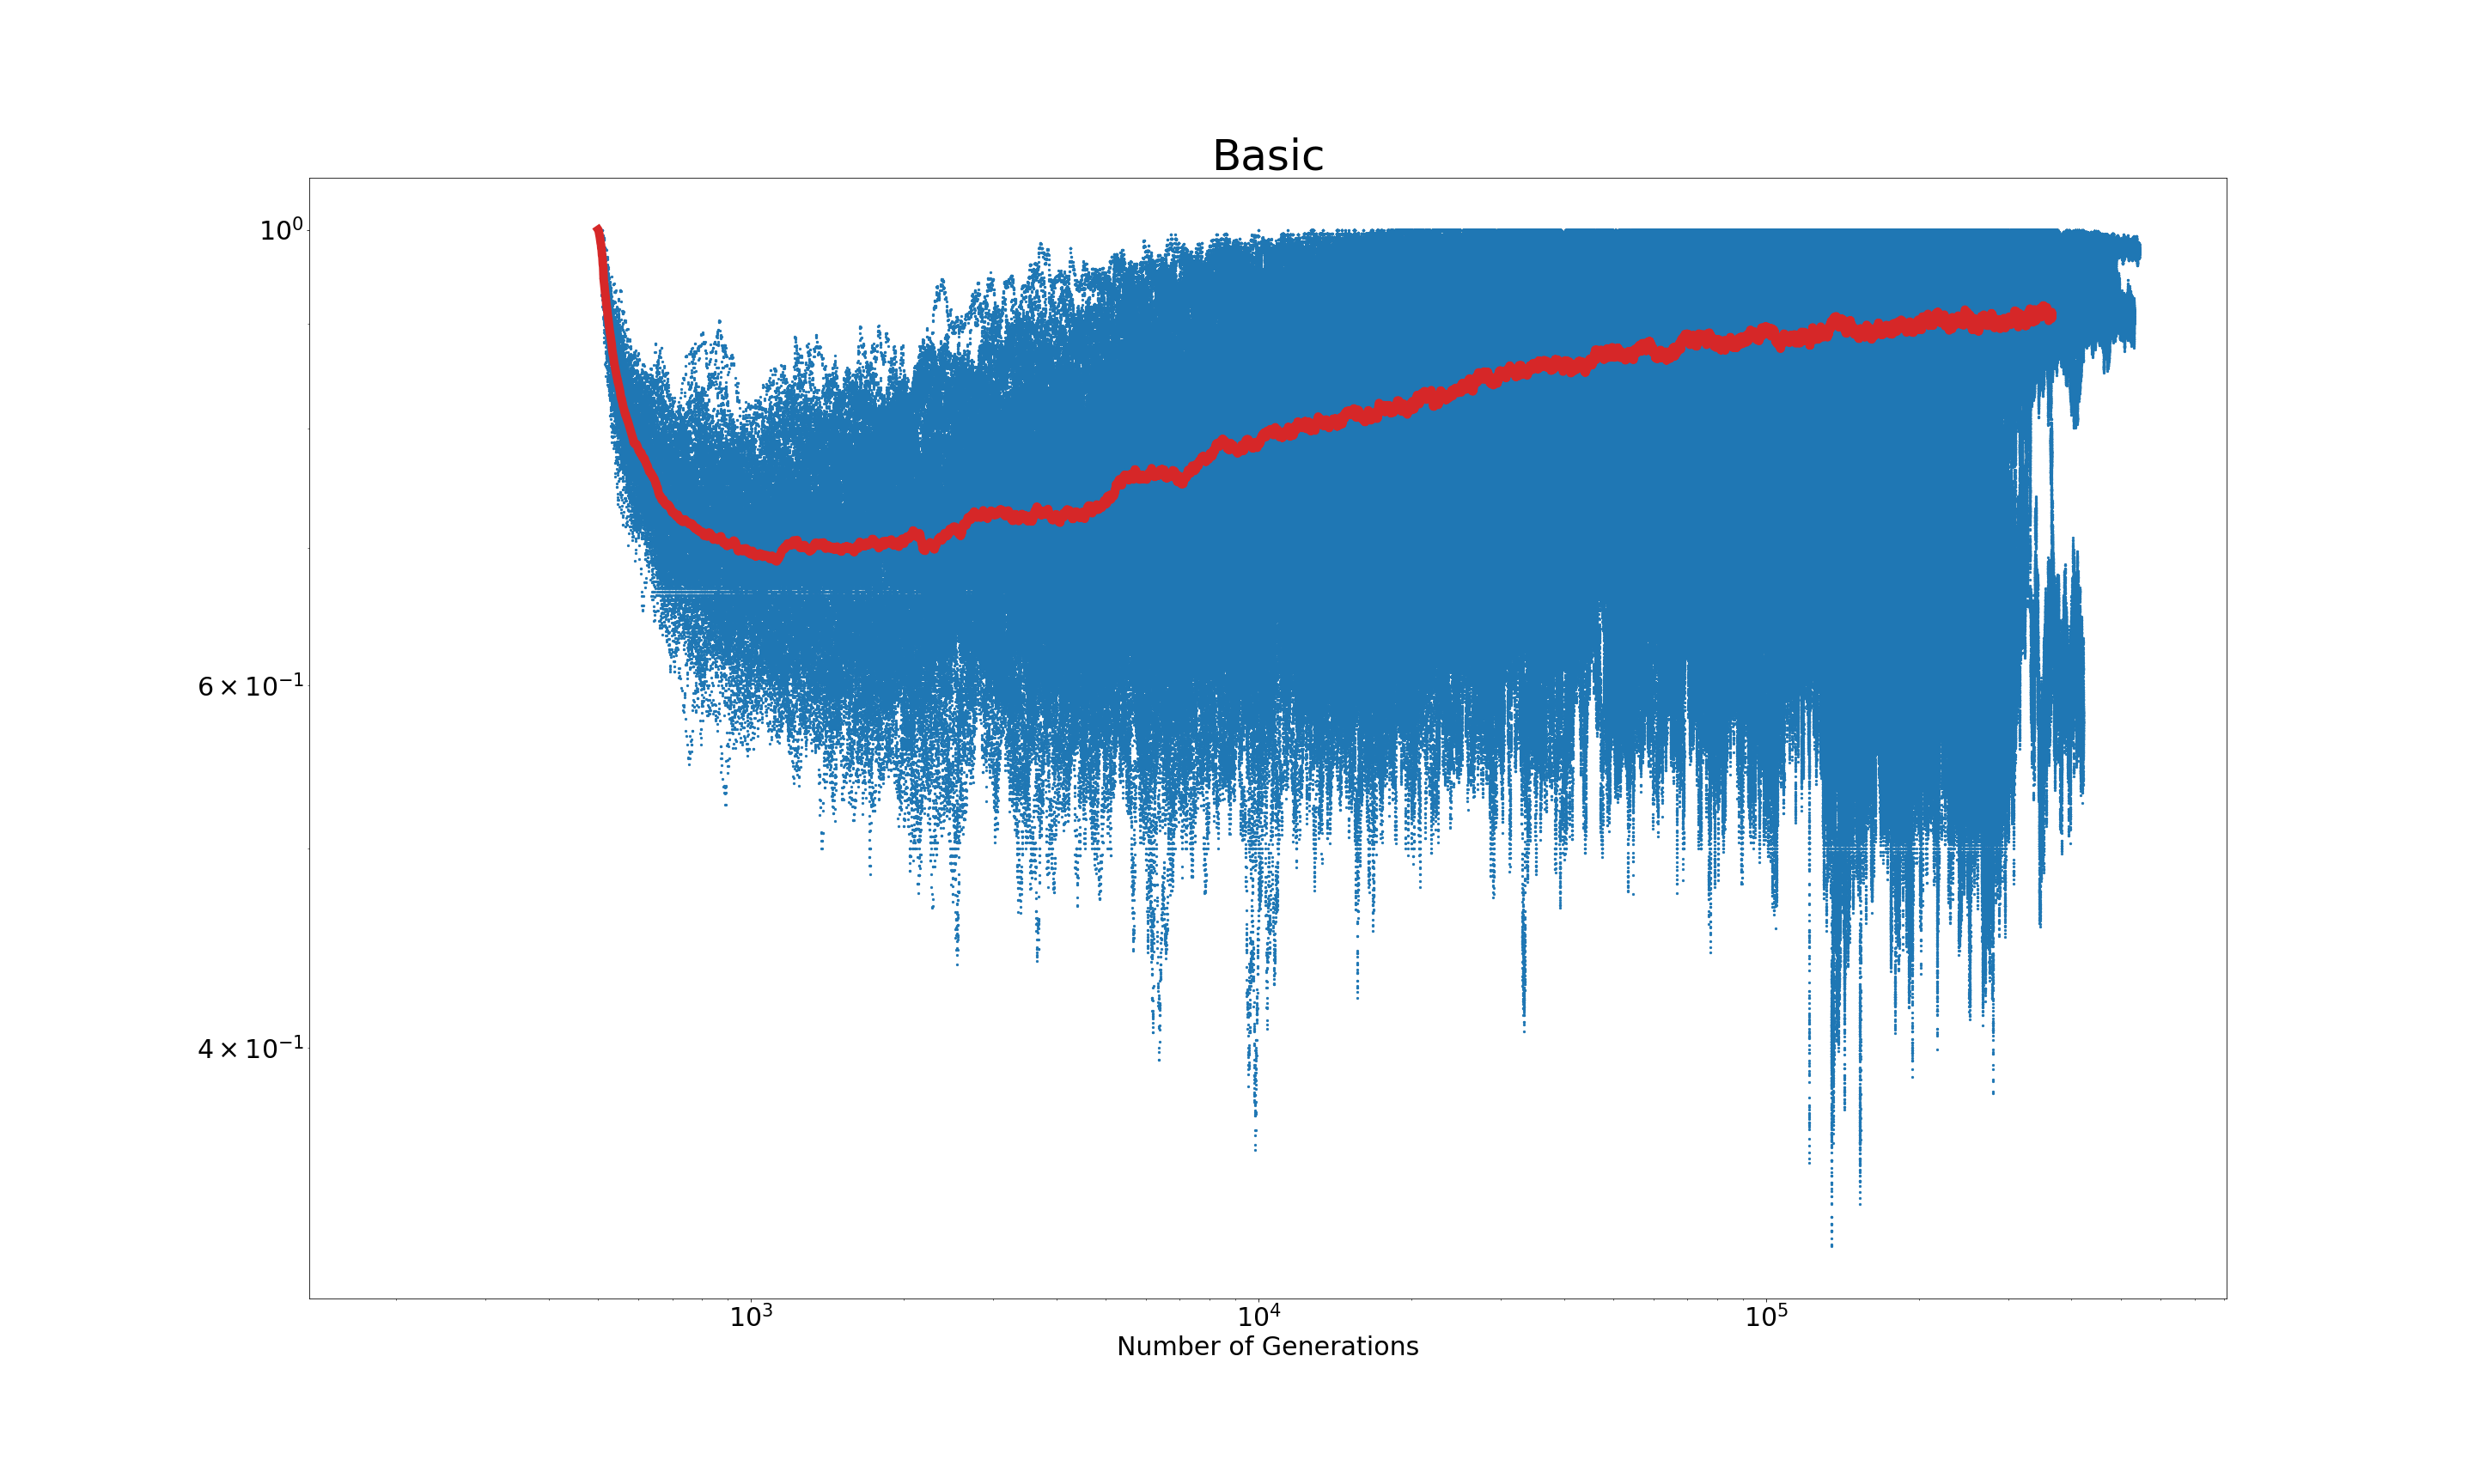 Basic
10⁰
6 × 10⁻¹
4 × 10⁻¹
10³ 10⁴ 10⁵
Number of Generations